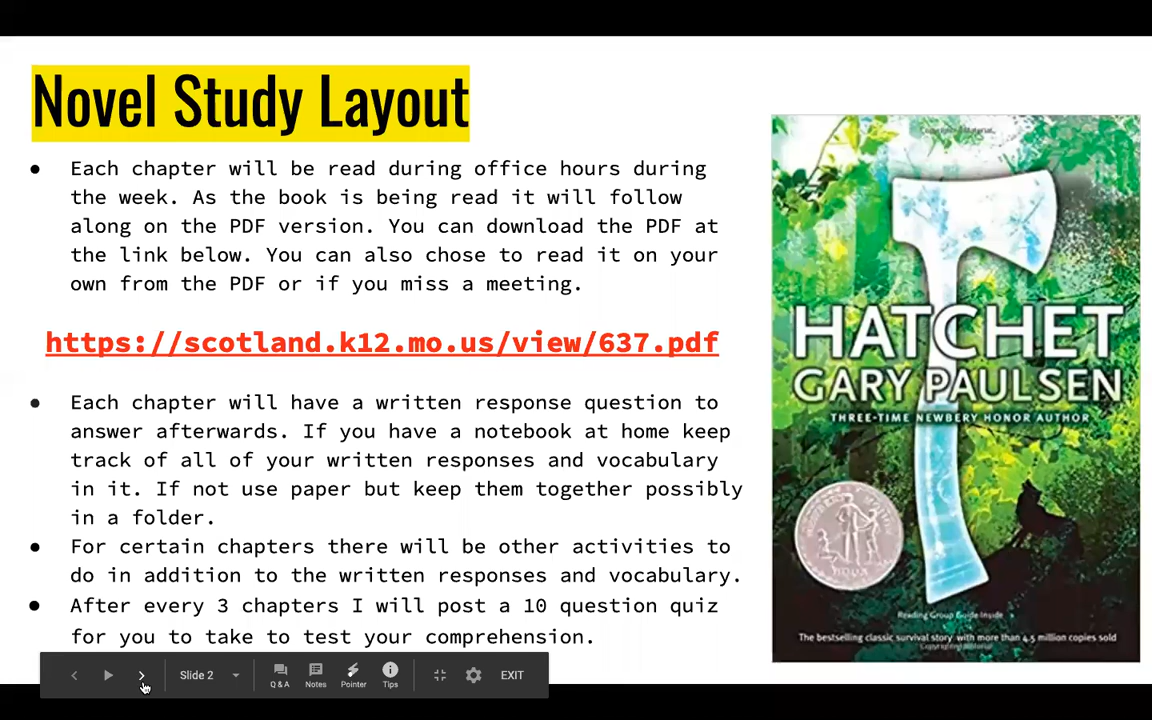 Novel Study Layout
● Each chapter will be read during office hours during
the week. As the book is being read it will follow
along on the PDF version. You can download the PDF at
the link below. You can also chose to read it on your
own from the PDF or if you miss a meeting.
https://scotland.k12.mo.us/view/637.pdf
● Each chapter will have a written response question to
answer afterwards. If you have a notebook at home keep
track of all of your written responses and vocabulary
in it. If not use paper but keep them together possibly
in a folder.
● For certain chapters there will be other activities to
do in addition to the written responses and vocabulary.
● After every 3 chapters I will post a 10 question quiz
for you to take to test your comprehension.
Copyrighted Material
HATCHET
GARY PAULSEN
THREE-TIME NEWBERY HONOR AUTHOR
Reading Group Guide Inside
The bestselling classic survival story with more than 4.5 million copies sold
Copyrighted Material
Slide 2
Q & A
Notes
Pointer
Tips
EXIT